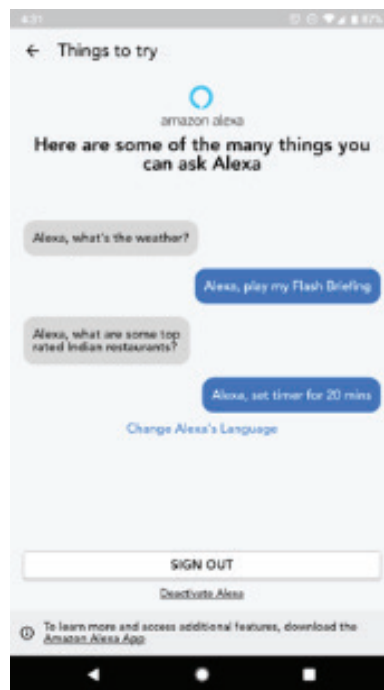 4:31
87%
Things to try
amazon alexa
Here are some of the many things you
can ask Alexa
Alexa, what's the weather?
Alexa, play my Flash Briefing
Alexa, what are some top
rated Indian restaurants?
Alexa, set timer for 20 mins
Change Alexa's Language
SIGN OUT
Deactivate Alexa
To learn more and access additional features, download the
Amazon Alexa App